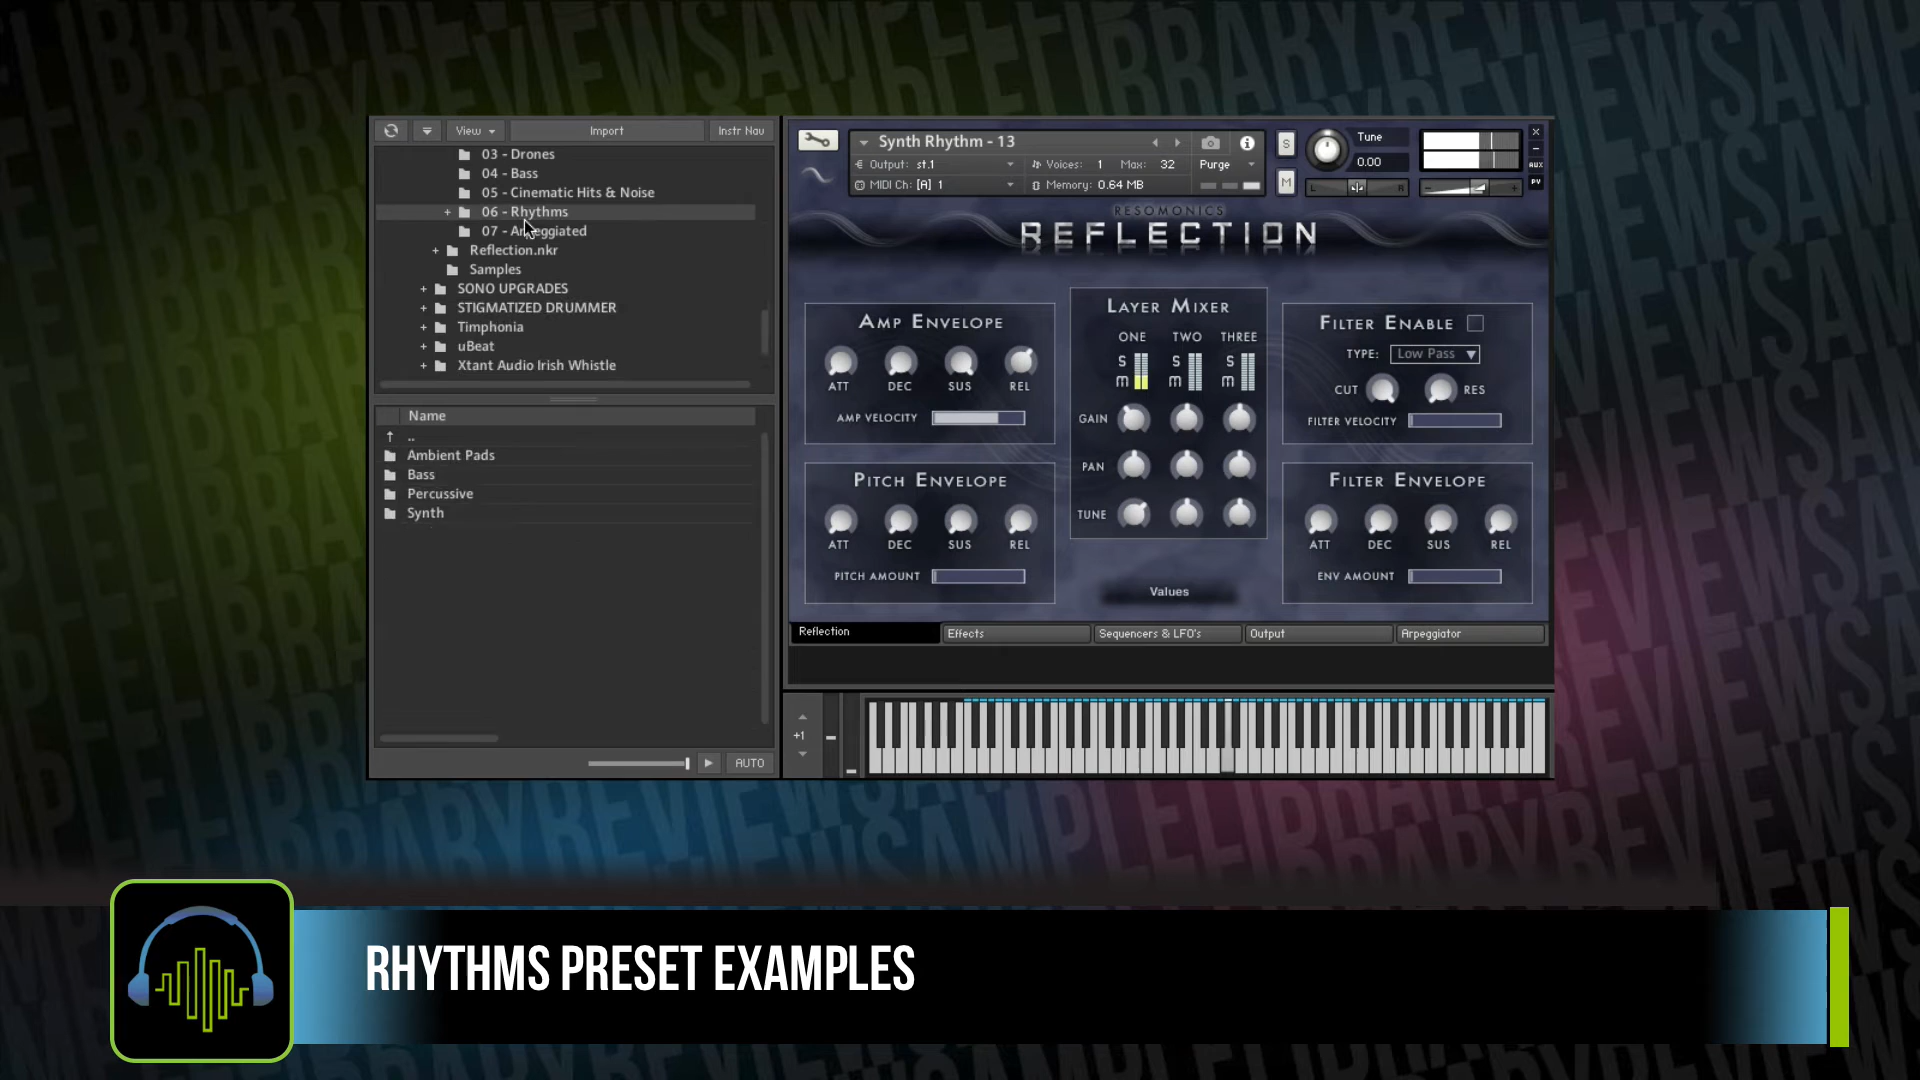 View
Import
Instr Nav
03 - Drones
04 - Bass
05 - Cinematic Hits & Noise
06 - Rhythms
07 - Arpeggiated
Reflection.nkr
Samples
SONO UPGRADES
STIGMATIZED DRUMMER
Timphonia
uBeat
Xtant Audio Irish Whistle
Name
..
Ambient Pads
Bass
Percussive
Synth
AUTO
Synth Rhythm - 13
Output: st.1
Voices: 1 Max: 32
Purge
MIDI Ch: [A] 1
Memory: 0.64 MB
S
M
Tune
0.00
L R
AUX
PV
RESOMONICS
REFLECTION
AMP ENVELOPE
ATT DEC SUS REL
AMP VELOCITY
PITCH ENVELOPE
ATT DEC SUS REL
PITCH AMOUNT
LAYER MIXER
ONE TWO THREE
S S S
M M M
GAIN
PAN
TUNE
Values
FILTER ENABLE
TYPE: Low Pass
CUT RES
FILTER VELOCITY
FILTER ENVELOPE
ATT DEC SUS REL
ENV AMOUNT
Reflection
Effects
Sequencers & LFO's
Output
Arpeggiator
+1
RHYTHMS PRESET EXAMPLES